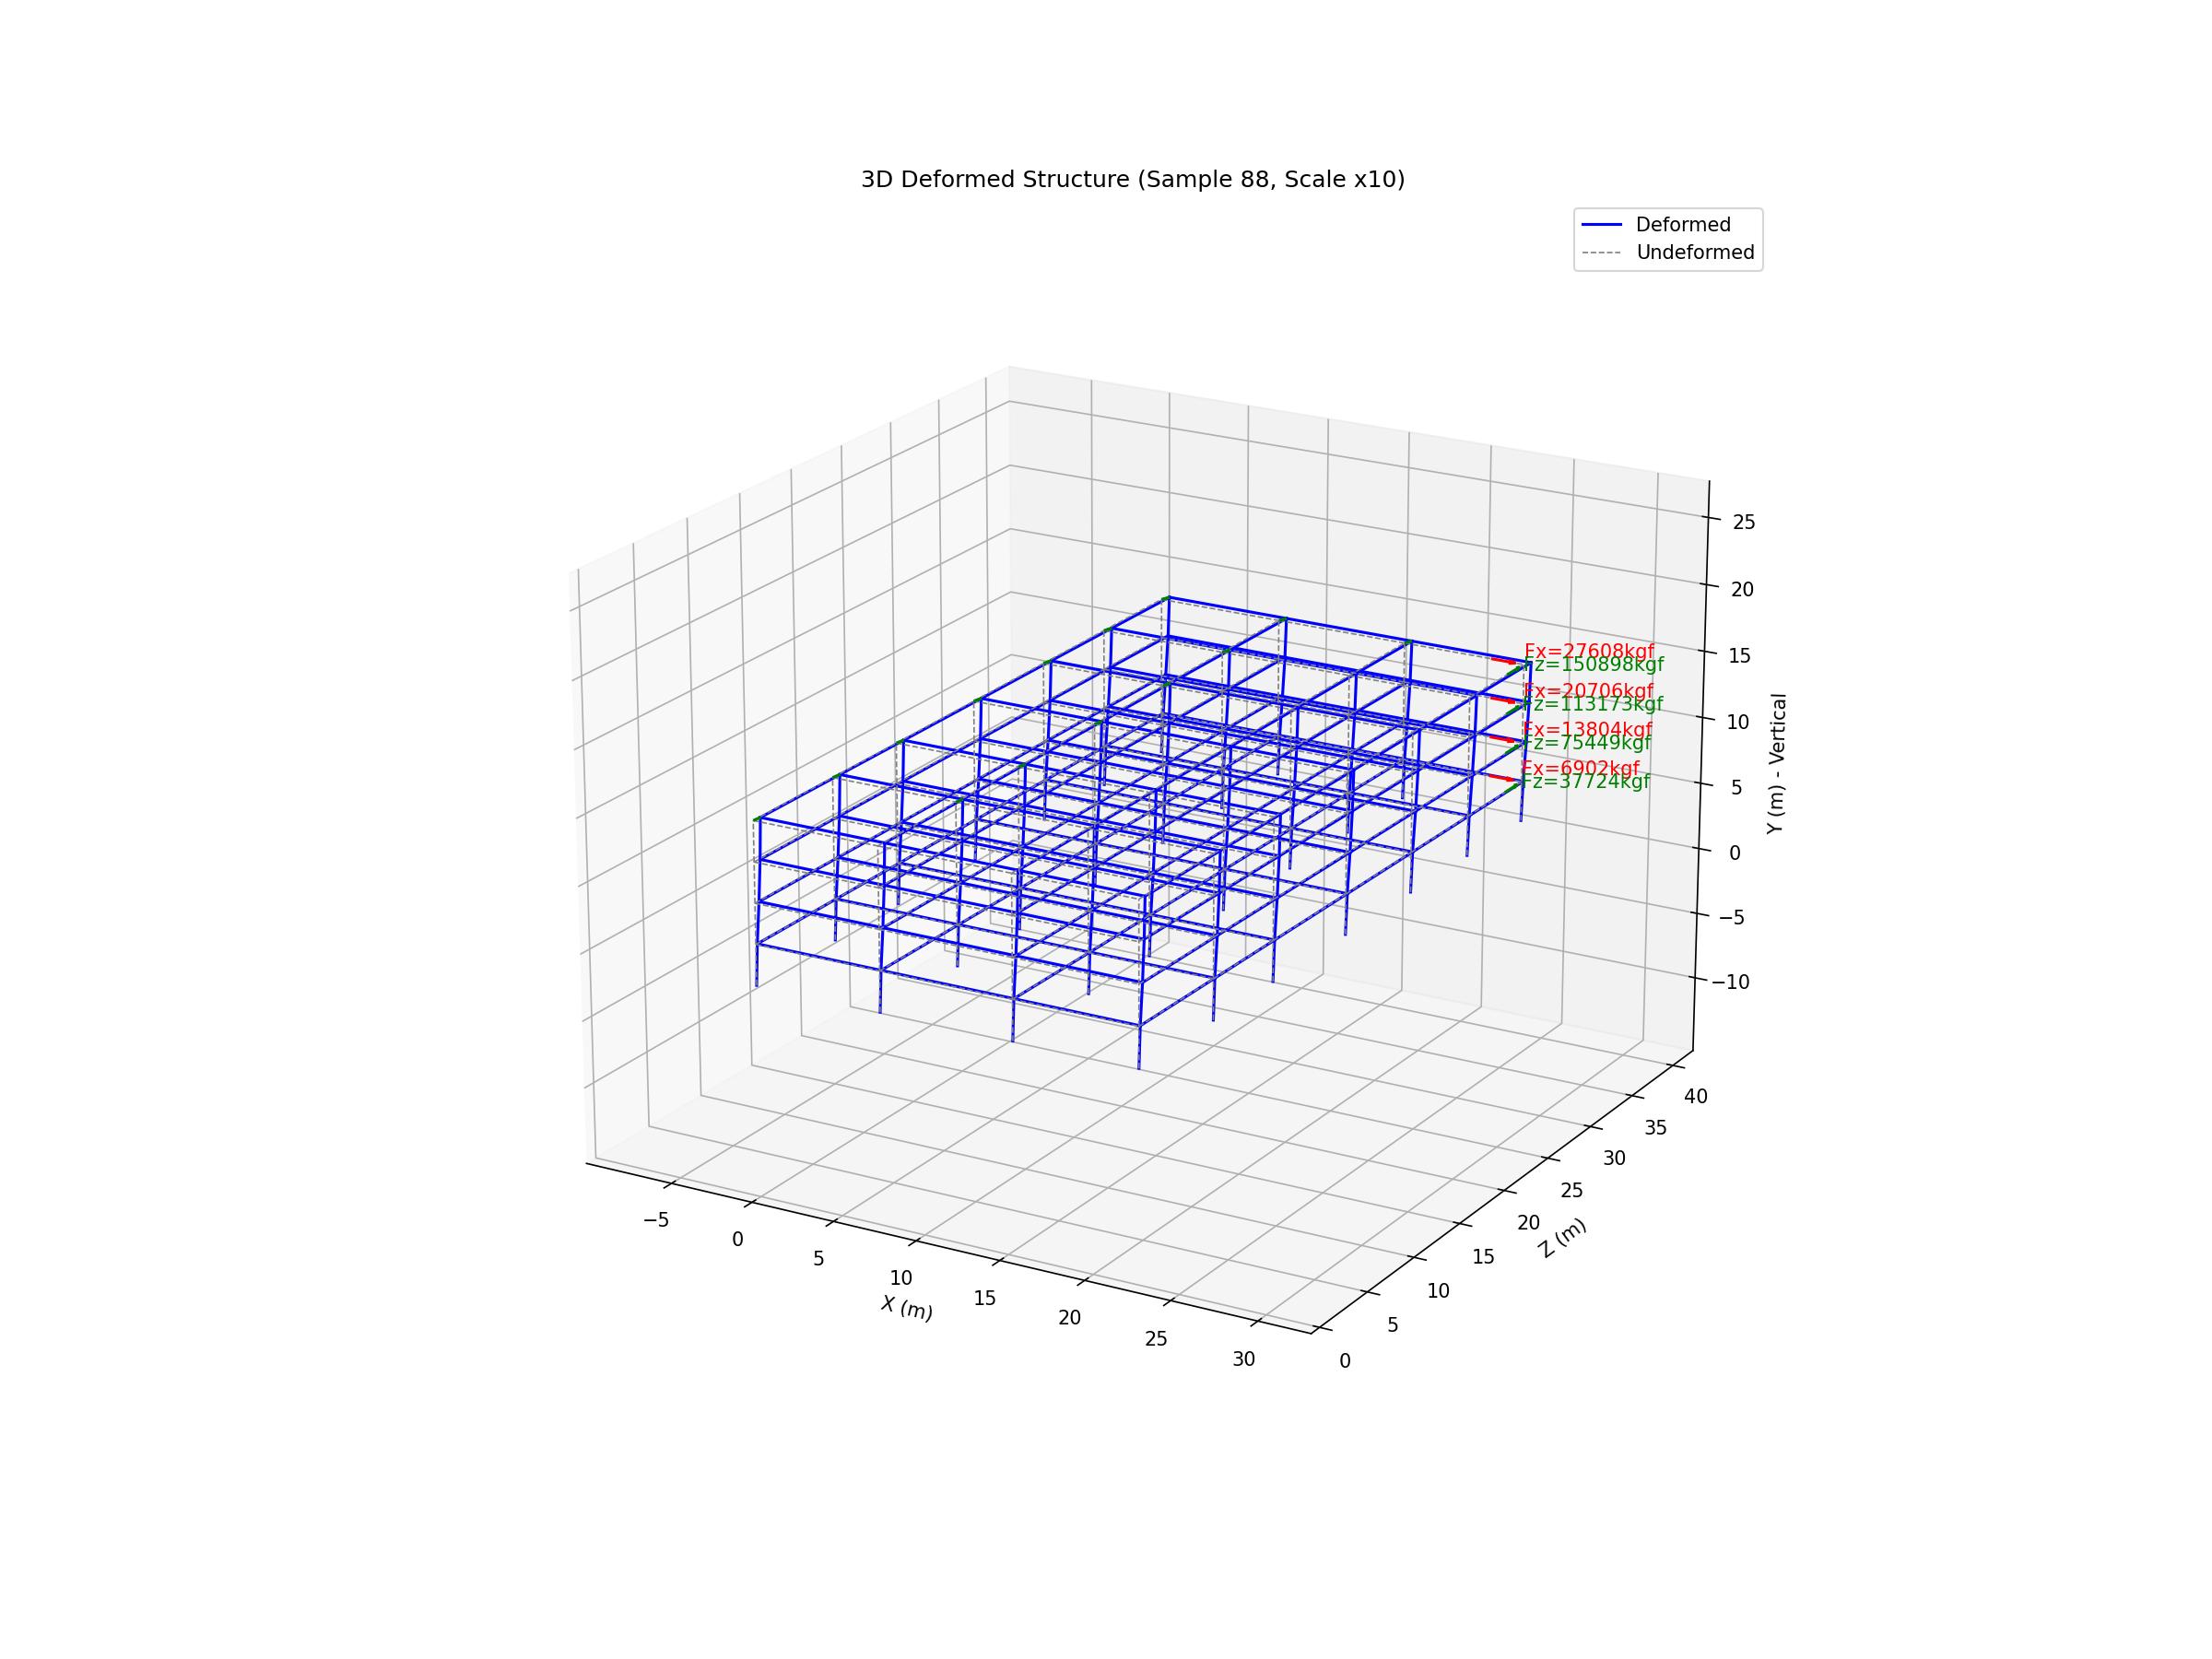 3D Deformed Structure (Sample 88, Scale x10)
Deformed
Undeformed
Fx=27608kgf
Fz=150898kgf
Fx=20706kgf
Fz=113173kgf
Fx=13804kgf
Fz=75449kgf
Fx=6902kgf
Fz=37724kgf
25
20
15
10
5
0
−5
−10
Y (m) - Vertical
−5
0
5
10
15
20
25
30
X (m)
0
5
10
15
20
25
30
35
40
Z (m)